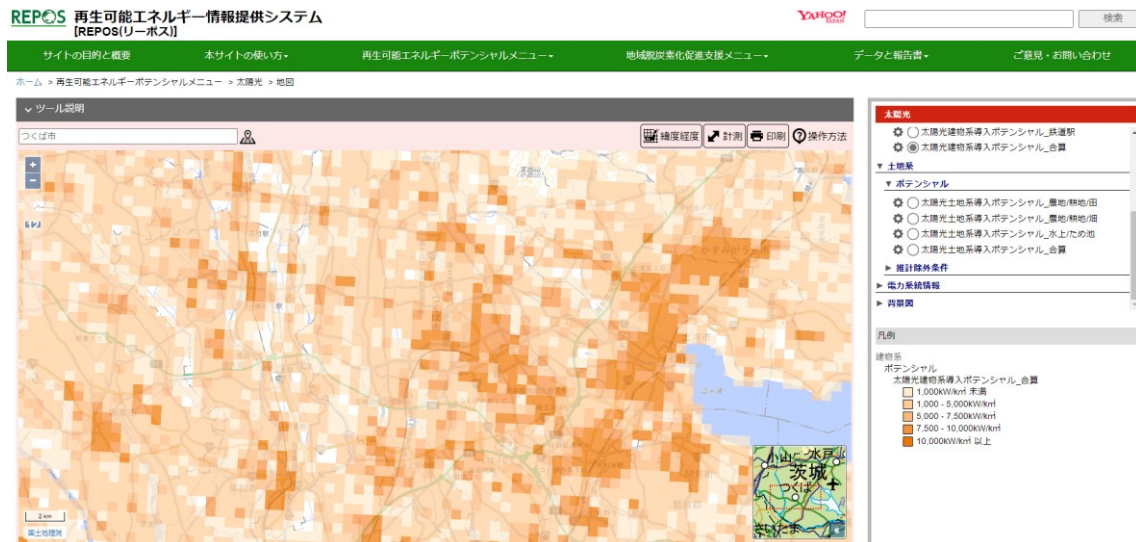 REPOS 再生可能エネルギー情報提供システム
[REPOS(リーポス)]
YAHOO!
JAPAN
検索
サイトの目的と概要 本サイトの使い方 再生可能エネルギーポテンシャルメニュー 地域脱炭素化促進支援メニュー データと報告書 ご意見・お問い合わせ
ホーム > 再生可能エネルギーポテンシャルメニュー > 太陽光 > 地図
ツール説明
つくば市
緯度経度 計測 印刷 操作方法
+
-
2 km
国土地理院
小山 水戸
茨城
つくば
さいたま
太陽光
太陽光建物系導入ポテンシャル_鉄道駅
太陽光建物系導入ポテンシャル_合算
▼ 土地系
▼ ポテンシャル
太陽光土地系導入ポテンシャル_農地/耕地/田
太陽光土地系導入ポテンシャル_農地/耕地/畑
太陽光土地系導入ポテンシャル_水上/ため池
太陽光土地系導入ポテンシャル_合算
▶ 推計除外条件
▶ 電力系統情報
▶ 背景図
凡例
建物系
ポテンシャル
太陽光建物系導入ポテンシャル_合算
1,000kW/km² 未満
1,000 - 5,000kW/km²
5,000 - 7,500kW/km²
7,500 - 10,000kW/km²
10,000kW/km² 以上